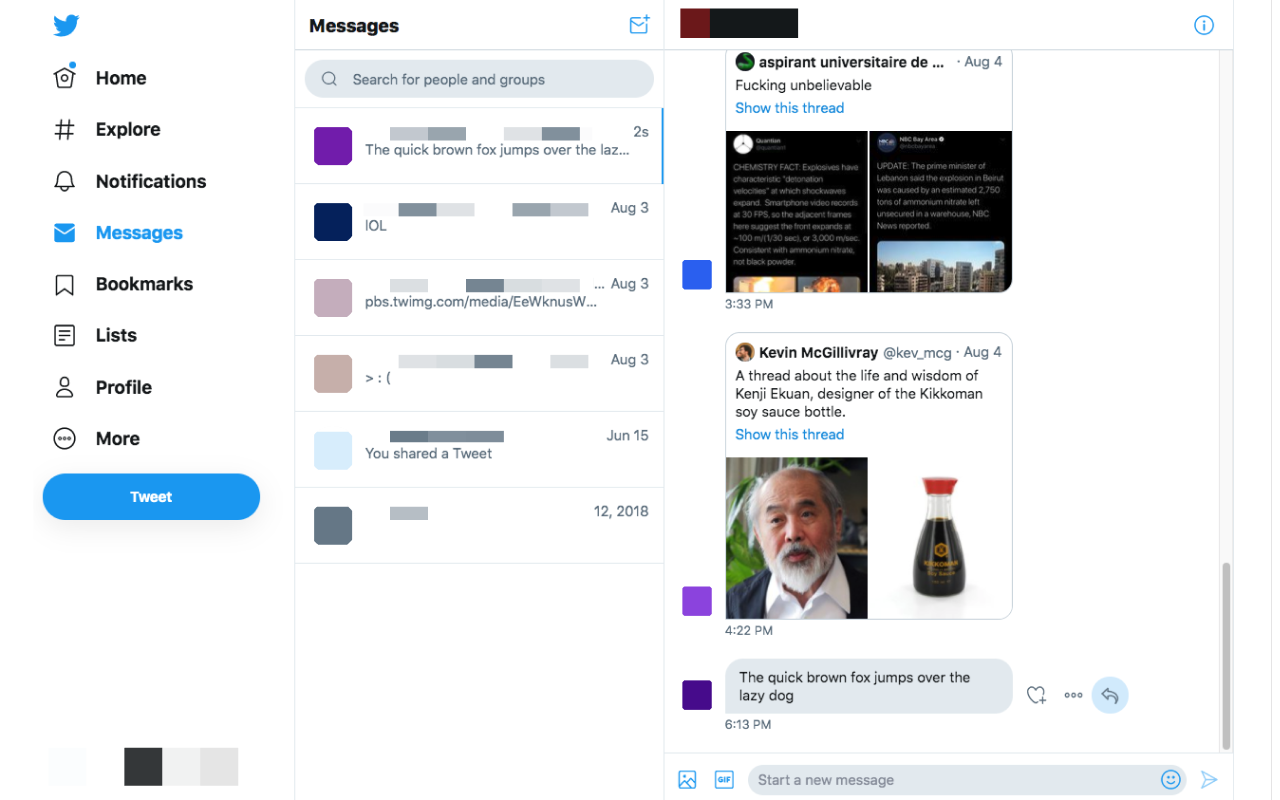 Home
Explore
Notifications
Messages
Bookmarks
Lists
Profile
More
Tweet
Messages
Search for people and groups
2s
The quick brown fox jumps over the laz...
Aug 3
lOL
... Aug 3
pbs.twimg.com/media/EeWknusW...
Aug 3
> : (
Jun 15
You shared a Tweet
12, 2018
aspirant universitaire de ... · Aug 4
Fucking unbelievable
Show this thread
Quanton
CHEMISTRY FACT: Explosives have
characteristic "detonation
velocities" at which shockwaves
expand. Smartphone video records
at 30 FPS, so the adjacent frames
here suggest the front expands at
~100 m/(1/30 sec), or 3,000 m/sec.
Consistent with ammonium nitrate,
not black powder.
NBC Bay Area
@nbcbayarea
UPDATE: The prime minister of
Lebanon said the explosion in Beirut
was caused by an estimated 2,750
tons of ammonium nitrate left
unsecured in a warehouse, NBC
News reported.
3:33 PM
Kevin McGillivray @kev_mcg · Aug 4
A thread about the life and wisdom of
Kenji Ekuan, designer of the Kikkoman
soy sauce bottle.
Show this thread
KIKKOMAN
Soy Sauce
4:22 PM
The quick brown fox jumps over the
lazy dog
6:13 PM
GIF
Start a new message